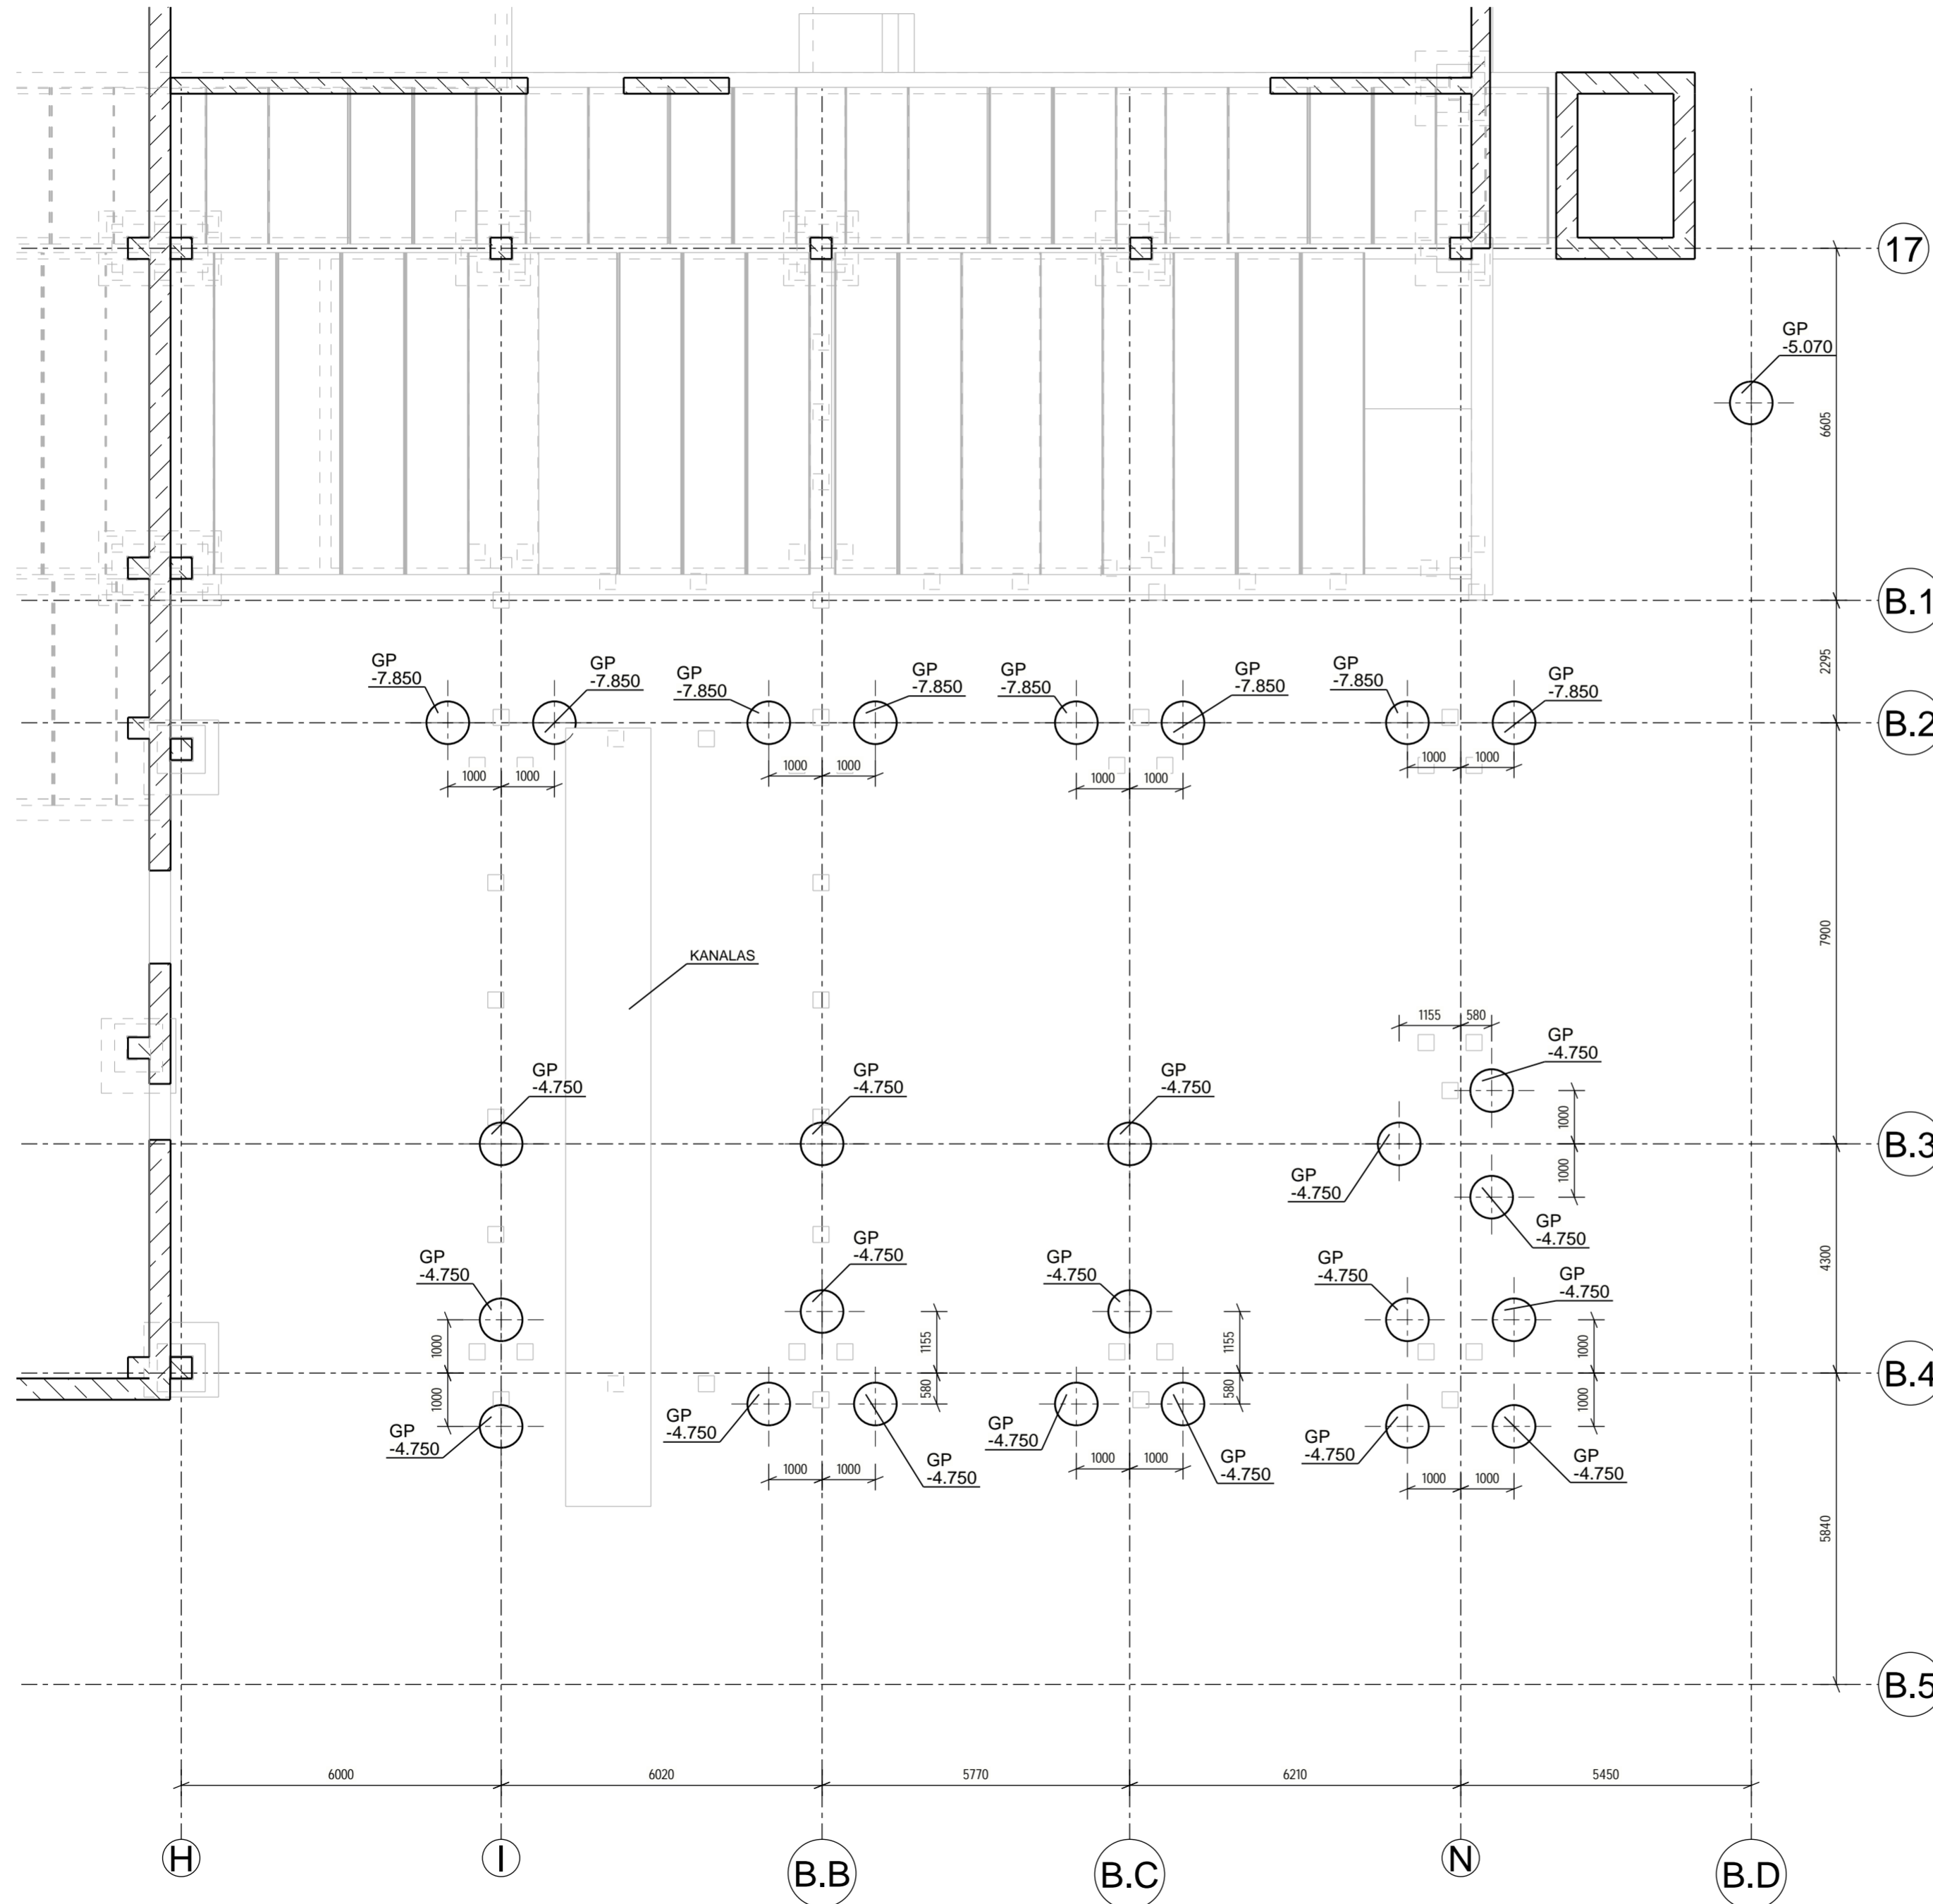 17
GP
-5.070
6605
B.1
2295
GP
-7.850
GP
-7.850
GP
-7.850
GP
-7.850
GP
-7.850
GP
-7.850
GP
-7.850
GP
-7.850
B.2
1000 1000
1000 1000
1000 1000
1000 1000
7900
KANALAS
1155 580
GP
-4.750
GP
-4.750
GP
-4.750
GP
-4.750
1000
1000
B.3
GP
-4.750
GP
-4.750
4300
GP
-4.750
GP
-4.750
GP
-4.750
GP
-4.750
GP
-4.750
1000
1000
1155
580
1155
580
1000
1000
B.4
GP
-4.750
GP
-4.750
GP
-4.750
GP
-4.750
GP
-4.750
GP
-4.750
GP
-4.750
1000 1000
1000 1000
1000 1000
5840
B.5
6000 6020 5770 6210 5450
H I B.B B.C N B.D